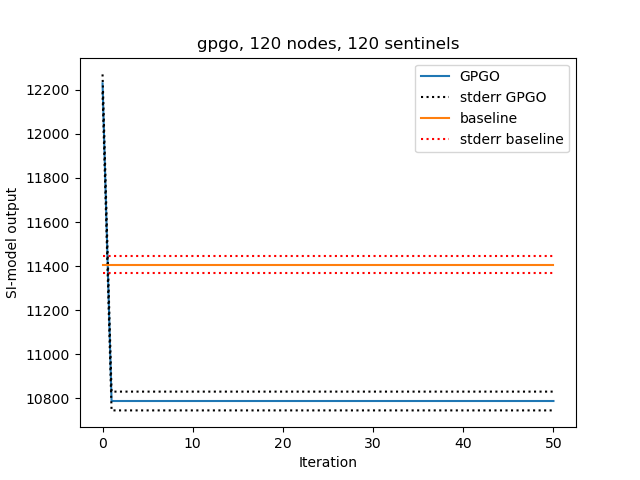 gpgo, 120 nodes, 120 sentinels
GPGO
stderr GPGO
baseline
stderr baseline
SI-model output
12200
12000
11800
11600
11400
11200
11000
10800
0 10 20 30 40 50
Iteration